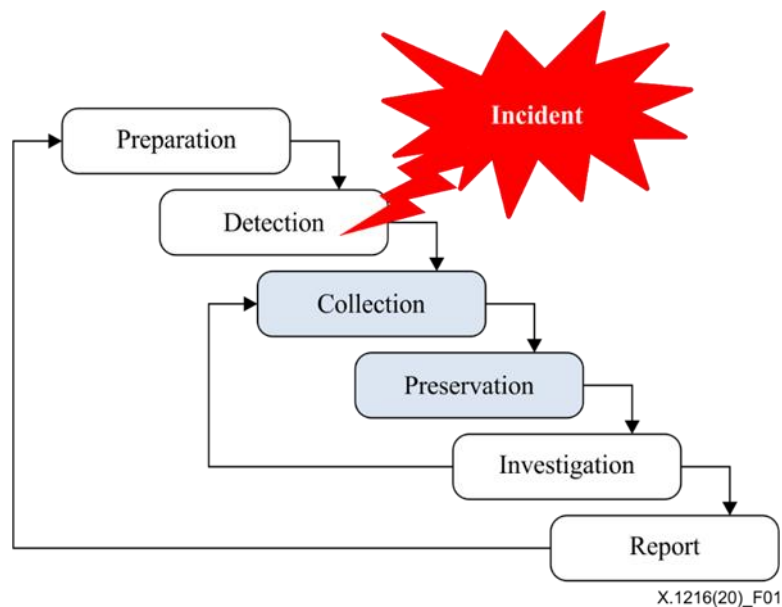 Incident
Preparation
Detection
Collection
Preservation
Investigation
Report
X.1216(20)_F01